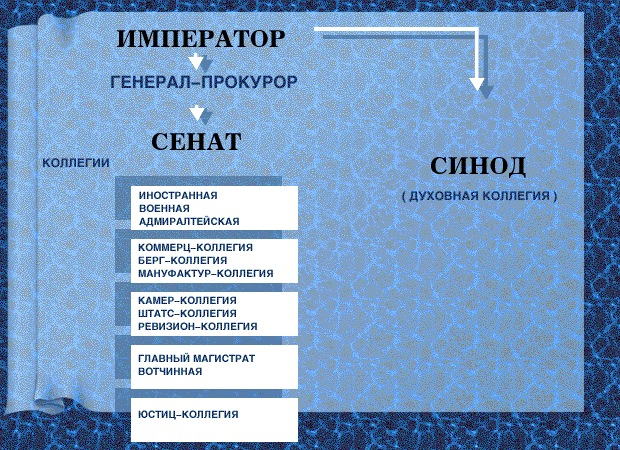 ИМПЕРАТОР
ГЕНЕРАЛ–ПРОКУРОР
СЕНАТ
КОЛЛЕГИИ
ИНОСТРАННАЯ
ВОЕННАЯ
АДМИРАЛТЕЙСКАЯ
КОММЕРЦ–КОЛЛЕГИЯ
БЕРГ–КОЛЛЕГИЯ
МАНУФАКТУР–КОЛЛЕГИЯ
КАМЕР–КОЛЛЕГИЯ
ШТАТС–КОЛЛЕГИЯ
РЕВИЗИОН–КОЛЛЕГИЯ
ГЛАВНЫЙ МАГИСТРАТ
ВОТЧИННАЯ
ЮСТИЦ–КОЛЛЕГИЯ
СИНОД
( ДУХОВНАЯ КОЛЛЕГИЯ )